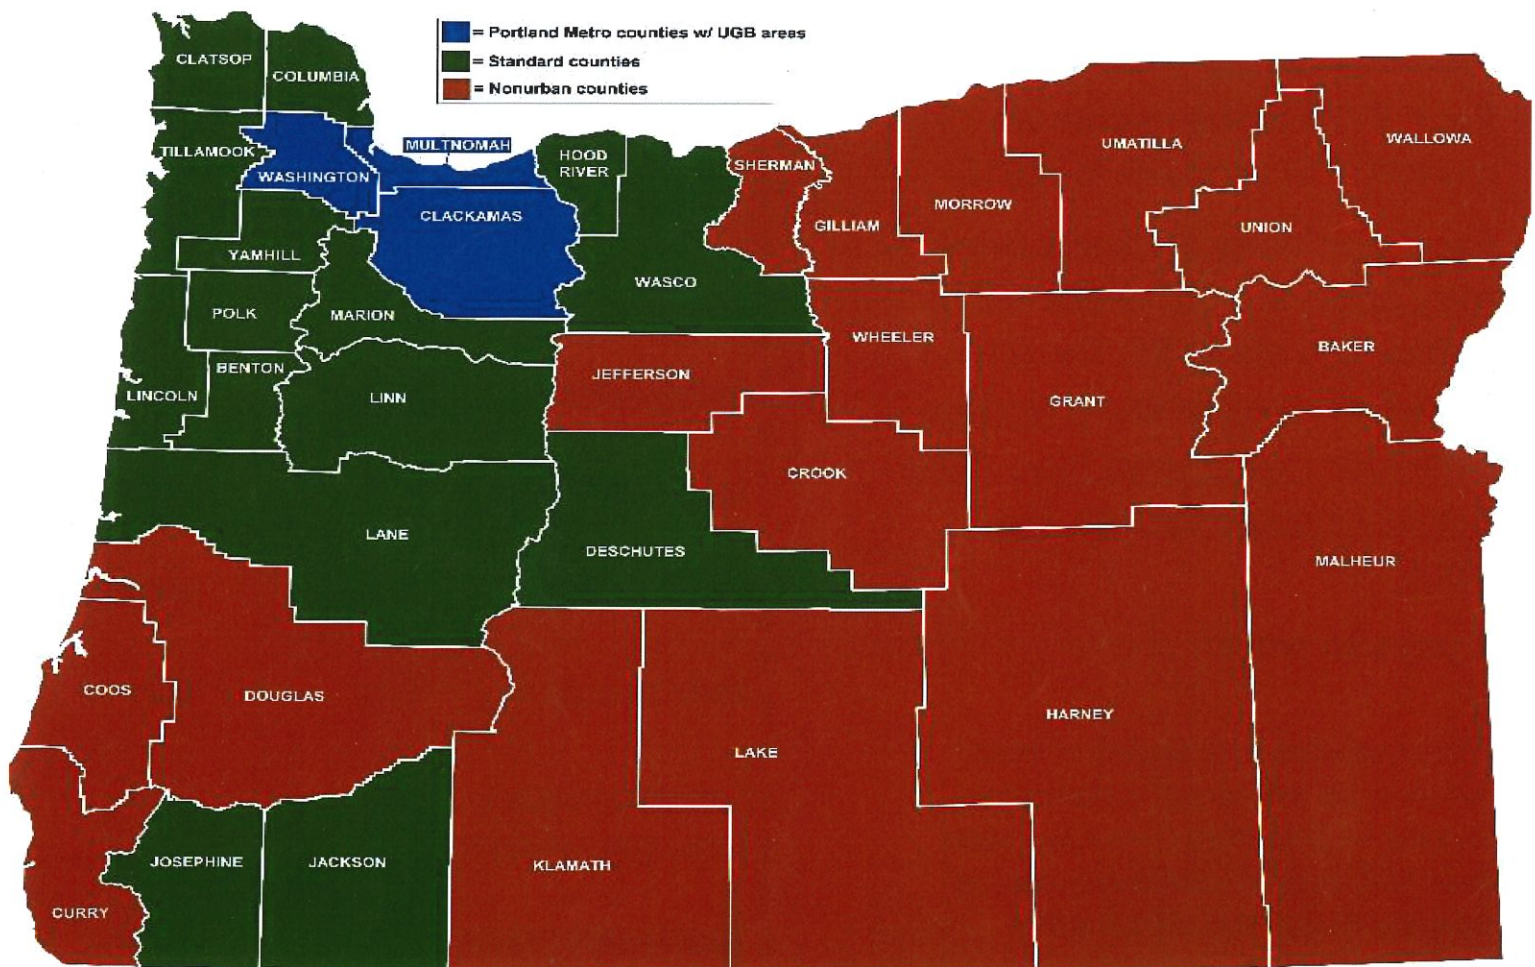 = Portland Metro counties w/ UGB areas
= Standard counties
= Nonurban counties
CLATSOP
COLUMBIA
TILLAMOOK
WASHINGTON
MULTNOMAH
HOOD
RIVER
SHERMAN
UMATILLA
WALLOWA
CLACKAMAS
GILLIAM
MORROW
UNION
YAMHILL
WASCO
POLK
MARION
WHEELER
BAKER
BENTON
JEFFERSON
LINCOLN
LINN
GRANT
CROOK
LANE
DESCHUTES
MALHEUR
COOS
DOUGLAS
HARNEY
LAKE
JOSEPHINE
JACKSON
KLAMATH
CURRY